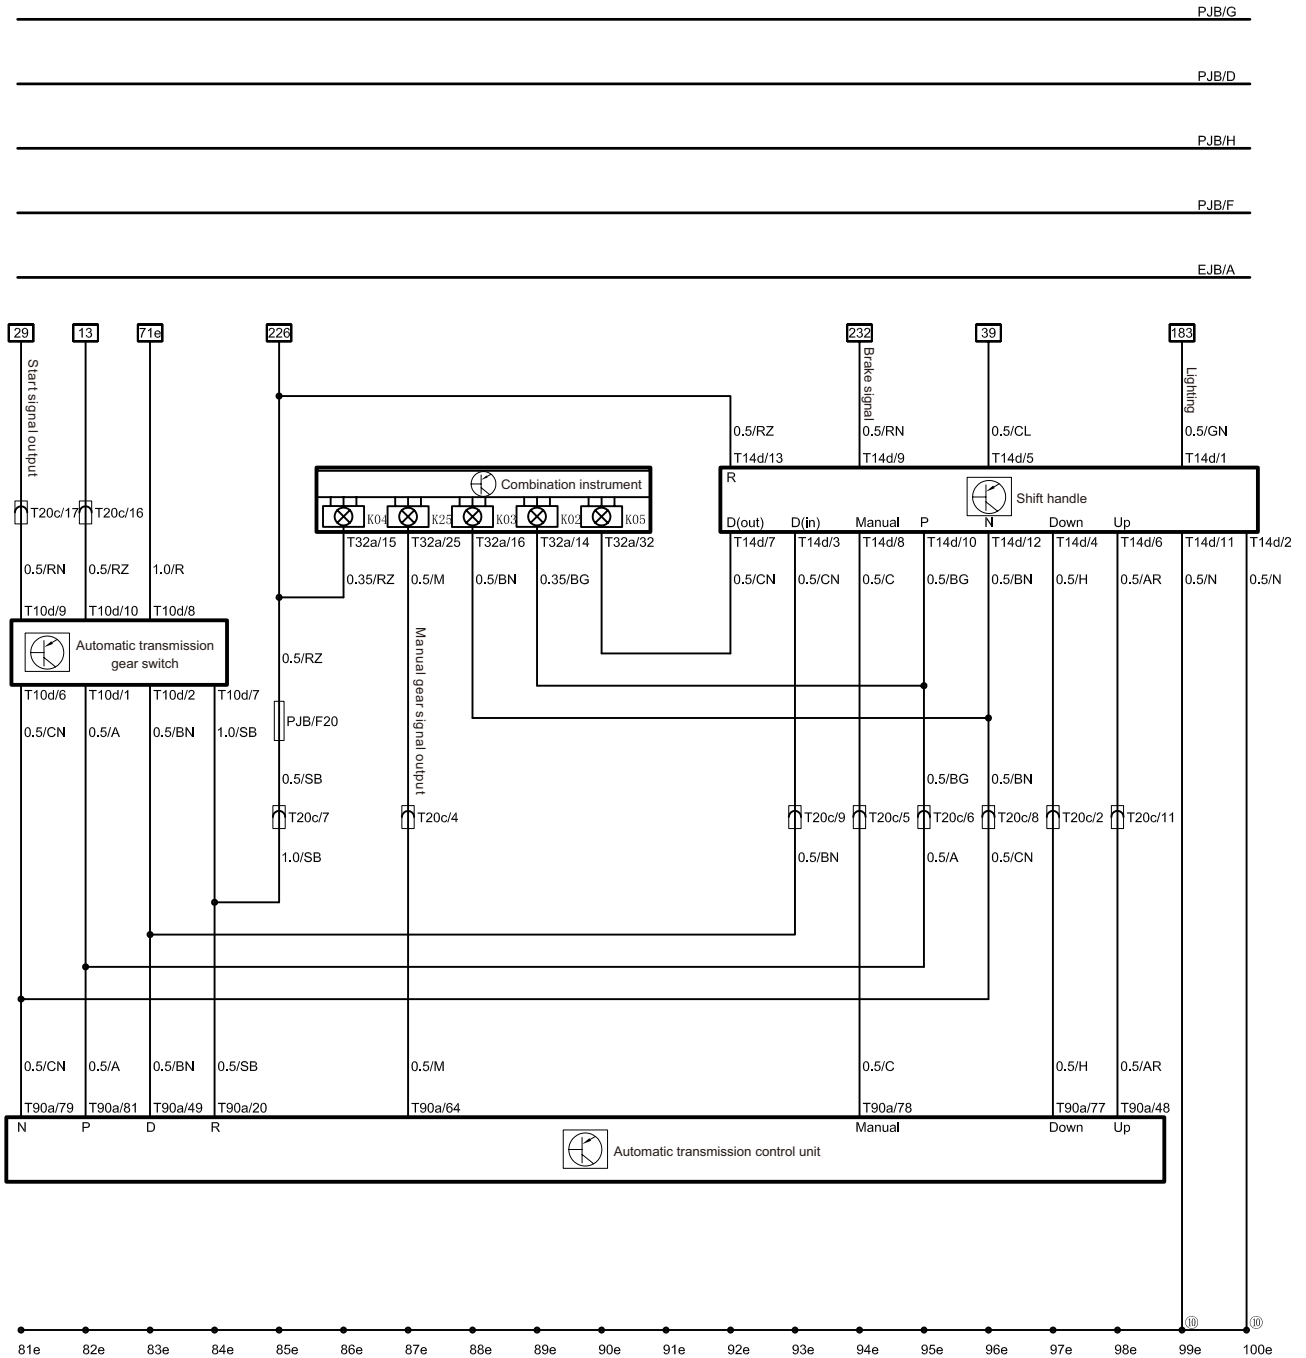 PJB/G
PJB/D
PJB/H
PJB/F
EJB/A
29 13 71e 226 232 39 183
Start signal output
Brake signal
Lighting
0.5/RZ 0.5/RN 0.5/CL 0.5/GN
T14d/13 T14d/9 T14d/5 T14d/1
R
Combination instrument
Shift handle
T20c/17 T20c/16
K04 K25 K03 K02 K05
D(out) D(in) Manual P N Down Up
T32a/15 T32a/25 T32a/16 T32a/14 T32a/32
T14d/7 T14d/3 T14d/8 T14d/10 T14d/12 T14d/4 T14d/6 T14d/11 T14d/2
0.5/RN 0.5/RZ 1.0/R
0.35/RZ 0.5/M 0.5/BN 0.35/BG
0.5/CN 0.5/CN 0.5/C 0.5/BG 0.5/BN 0.5/H 0.5/AR 0.5/N 0.5/N
T10d/9 T10d/10 T10d/8
Automatic transmission
gear switch
Manual gear signal output
0.5/RZ
T10d/6 T10d/1 T10d/2 T10d/7
0.5/CN 0.5/A 0.5/BN 1.0/SB
PJB/F20
0.5/SB
0.5/BG 0.5/BN
T20c/7 T20c/4 T20c/9 T20c/5 T20c/6 T20c/8 T20c/2 T20c/11
1.0/SB
0.5/BN 0.5/A 0.5/CN
0.5/CN 0.5/A 0.5/BN 0.5/SB 0.5/M 0.5/C 0.5/H 0.5/AR
T90a/79 T90a/81 T90a/49 T90a/20 T90a/64 T90a/78 T90a/77 T90a/48
N P D R Manual Down Up
Automatic transmission control unit
⑩ ⑩
81e 82e 83e 84e 85e 86e 87e 88e 89e 90e 91e 92e 93e 94e 95e 96e 97e 98e 99e 100e